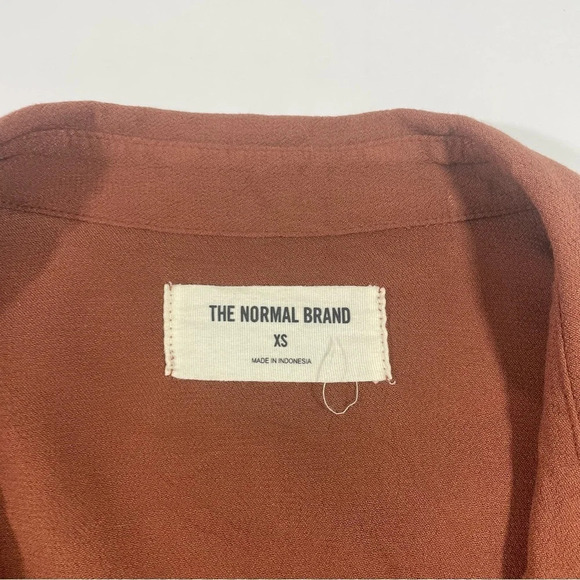 THE NORMAL BRAND
XS
MADE IN INDONESIA